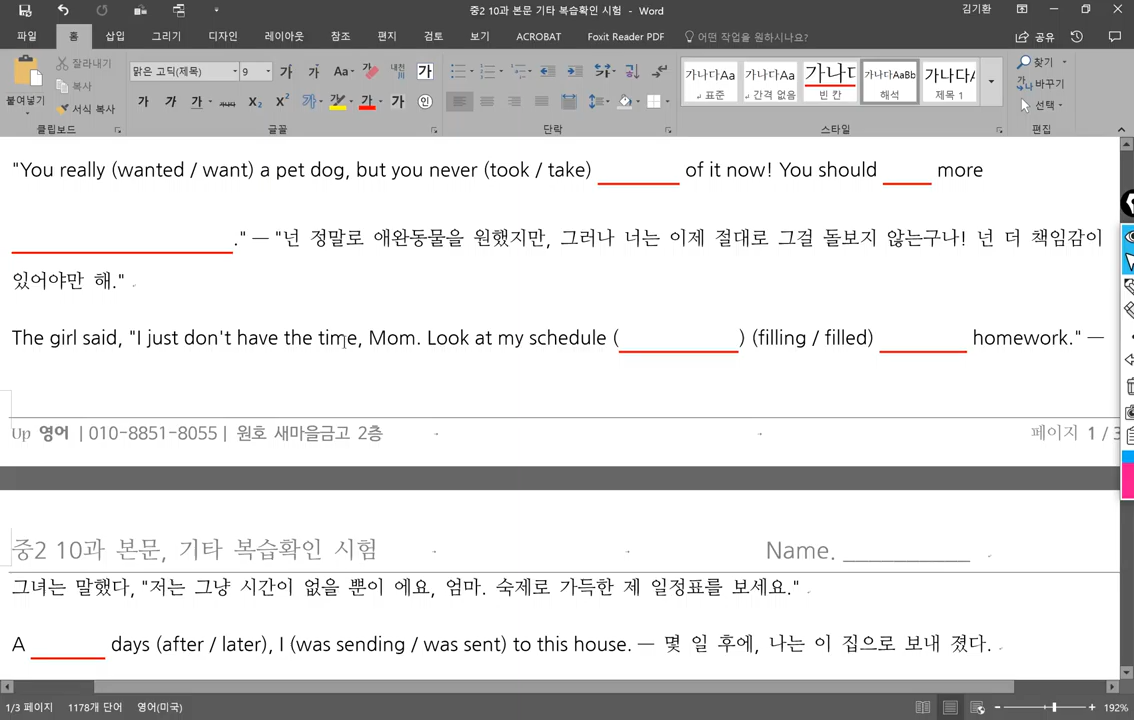 중2 10과 본문 기타 복습확인 시험 - Word
김기환
파일 홈 삽입 그리기 디자인 레이아웃 참조 편지 검토 보기 ACROBAT Foxit Reader PDF 어떤 작업을 원하시나요? 공유
붙여넣기 잘라내기 복사 서식 복사
맑은 고딕(제목) 9
가나다Aa 가나다Aa 가나다 가나다AaBb 가나다A
표준 간격 없음 빈 칸 해석 제목 1
찾기 바꾸기 선택
클립보드 글꼴 단락 스타일 편집
"You really (wanted / want) a pet dog, but you never (took / take) ________ of it now! You should _____ more
______________________." — "넌 정말로 애완동물을 원했지만, 그러나 너는 이제 절대로 그걸 돌보지 않는구나! 넌 더 책임감이
있어야만 해."
The girl said, "I just don't have the time, Mom. Look at my schedule (____________) (filling / filled) ________ homework." —
Up 영어 | 010-8851-8055 | 원호 새마을금고 2층
페이지 1 / 3
중2 10과 본문, 기타 복습확인 시험 Name. __________
그녀는 말했다, "저는 그냥 시간이 없을 뿐이 에요, 엄마. 숙제로 가득한 제 일정표를 보세요."
A _______ days (after / later), I (was sending / was sent) to this house. — 몇 일 후에, 나는 이 집으로 보내 졌다.
1/3 페이지 1178개 단어 영어(미국) 192%